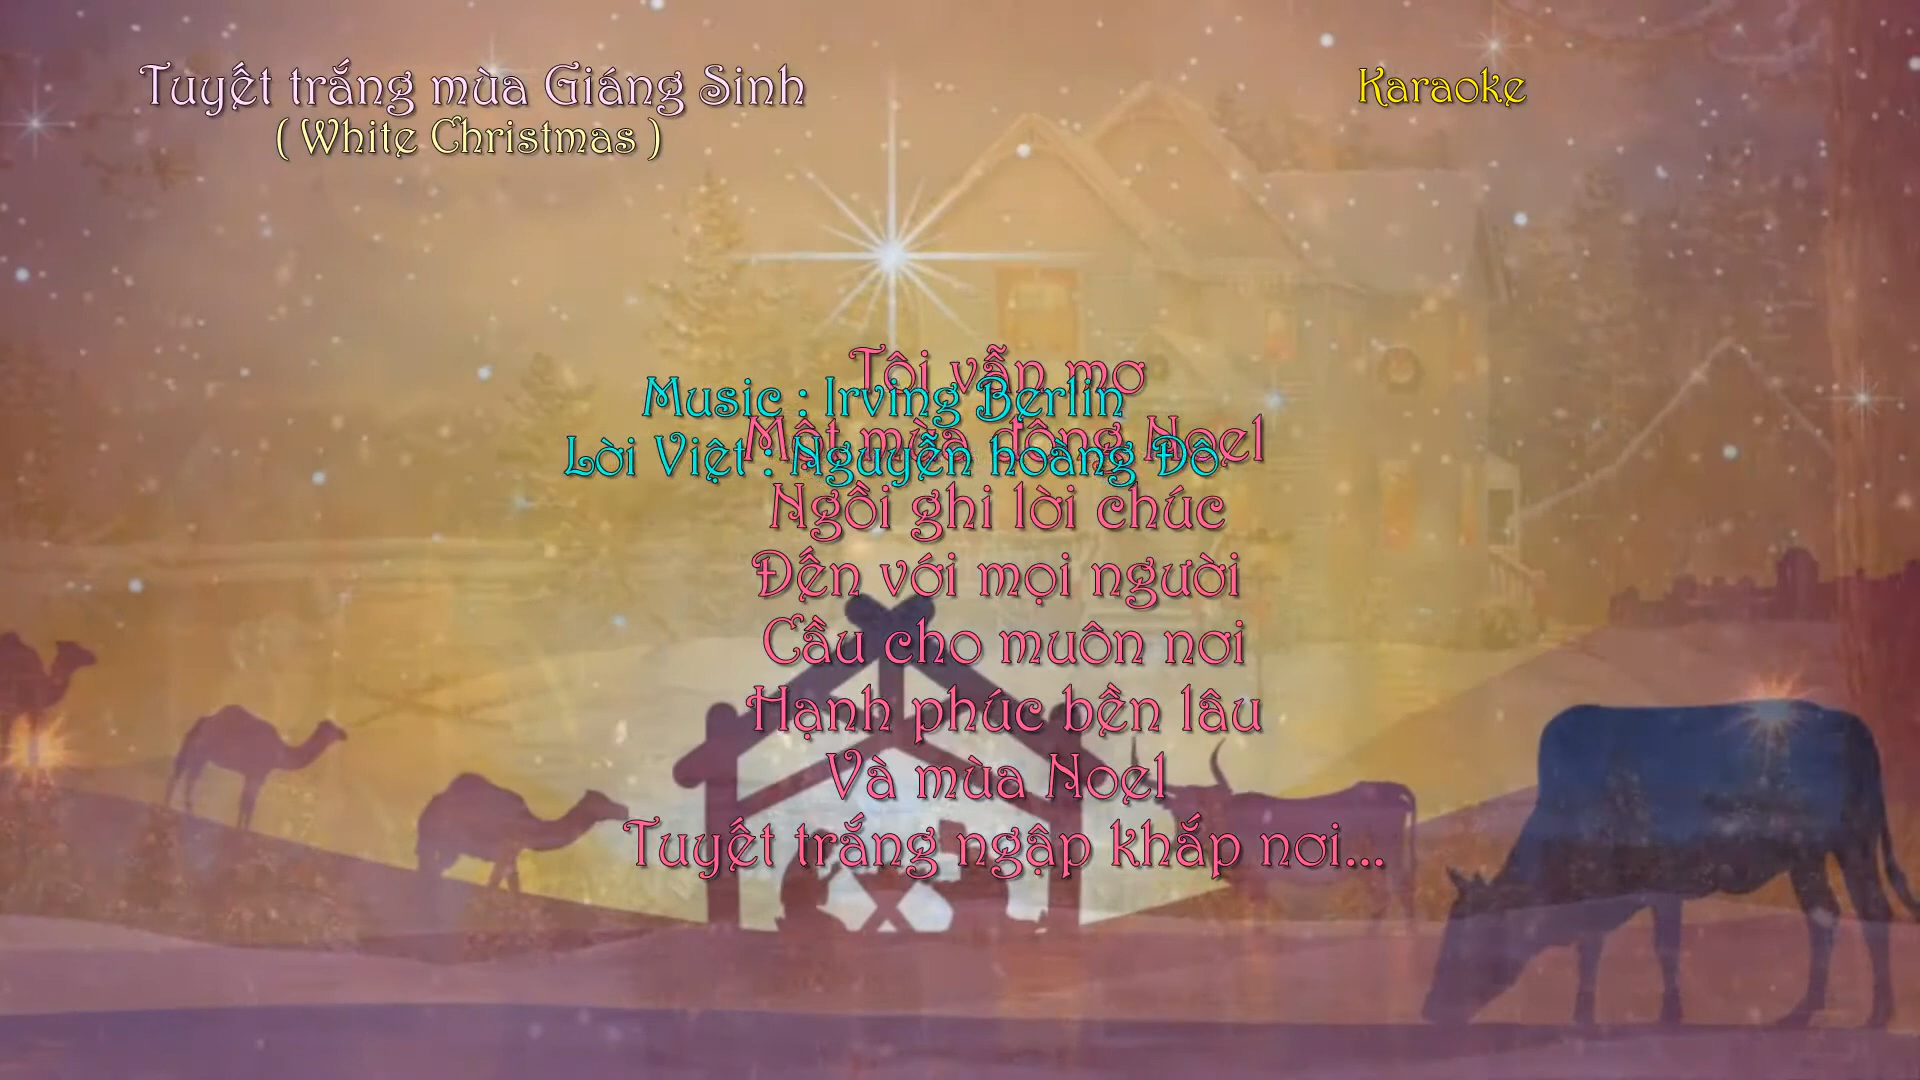 Tuyết trắng mùa Giáng Sinh
( White Christmas )
Karaoke
Tôi vẫn mơ
Music : Irving Berlin
Một mùa đông Noel
Lời Việt : Nguyễn hoàng Đô
Ngồi ghi lời chúc
Đến với mọi người
Cầu cho muôn nơi
Hạnh phúc bền lâu
Và mùa Noel
Tuyết trắng ngập khắp nơi...